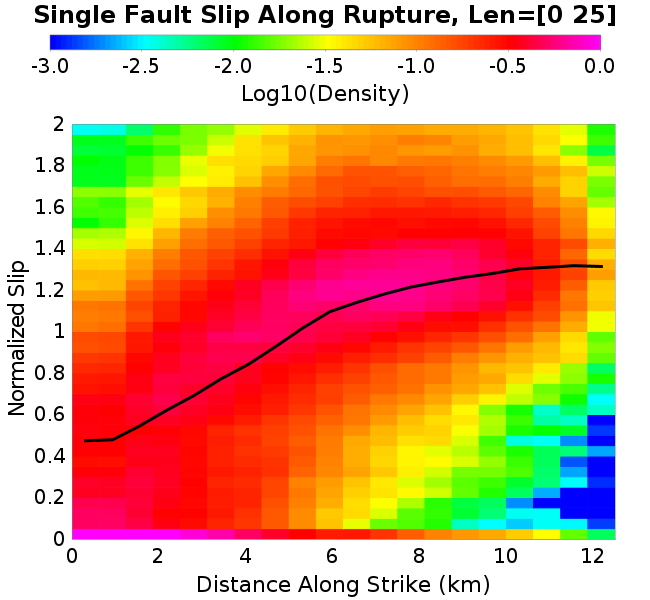 Single Fault Slip Along Rupture, Len=[0 25]
-3.0 -2.5 -2.0 -1.5 -1.0 -0.5 0.0
Log10(Density)
2
1.8
1.6
1.4
1.2
1
0.8
0.6
0.4
0.2
0
Normalized Slip
0 2 4 6 8 10 12
Distance Along Strike (km)